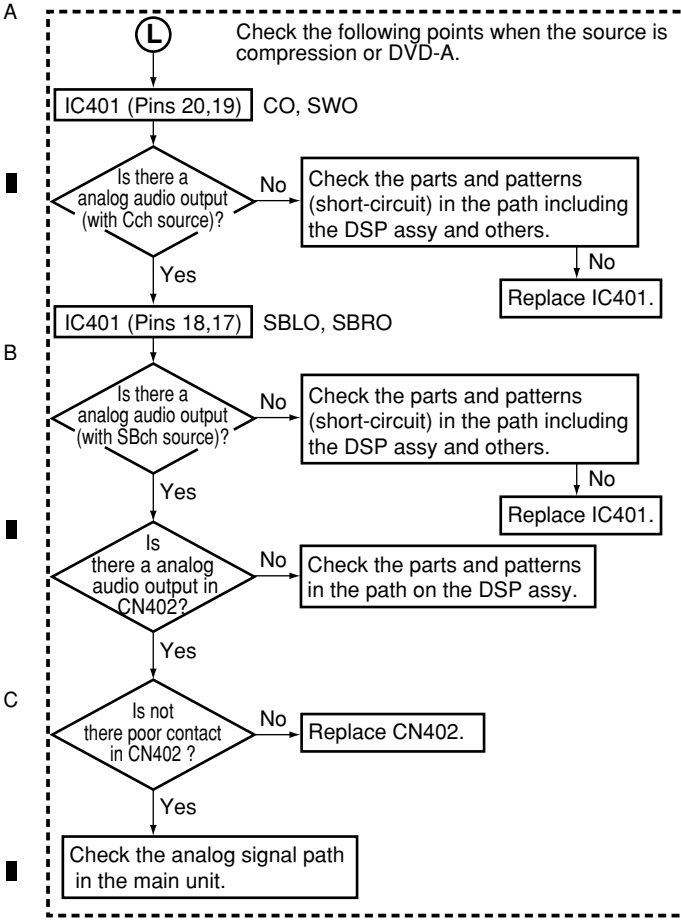 A
L
Check the following points when the source is
compression or DVD-A.
IC401 (Pins 20,19)
CO, SWO
Is there a
analog audio output
(with Cch source)?
No
Check the parts and patterns
(short-circuit) in the path including
the DSP assy and others.
No
Replace IC401.
Yes
IC401 (Pins 18,17)
SBLO, SBRO
B
Is there a
analog audio output
(with SBch source)?
No
Check the parts and patterns
(short-circuit) in the path including
the DSP assy and others.
No
Replace IC401.
Yes
Is
there a analog
audio output in
CN402?
No
Check the parts and patterns
in the path on the DSP assy.
Yes
C
Is not
there poor contact
in CN402 ?
No
Replace CN402.
Yes
Check the analog signal path
in the main unit.